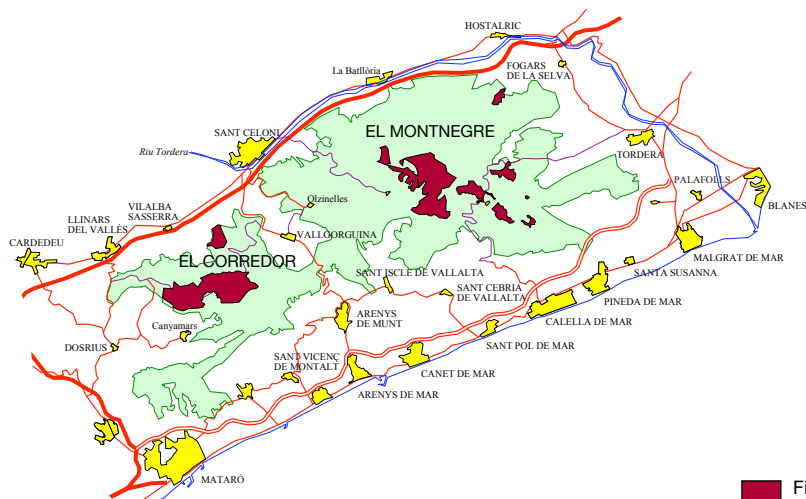 HOSTALRIC
La Batllòria
FOGARS
DE LA SELVA
SANT CELONI
EL MONTNEGRE
Riu Tordera
TORDERA
PALAFOLLS
Olzinelles
BLANES
VILALBA
SASSERRA
LLINARS
DEL VALLÈS
CARDEDEU
VALLGORGUINA
MALGRAT DE MAR
EL CORREDOR
SANT ISCLE DE VALLALTA
SANTA SUSANNA
SANT CEBRIA
DE VALLALTA
PINEDA DE MAR
ARENYS
DE MUNT
CALELLA DE MAR
Canyamars
SANT POL DE MAR
DOSRIUS
SANT VICENÇ
DE MONTALT
CANET DE MAR
ARENYS DE MAR
MATARÓ